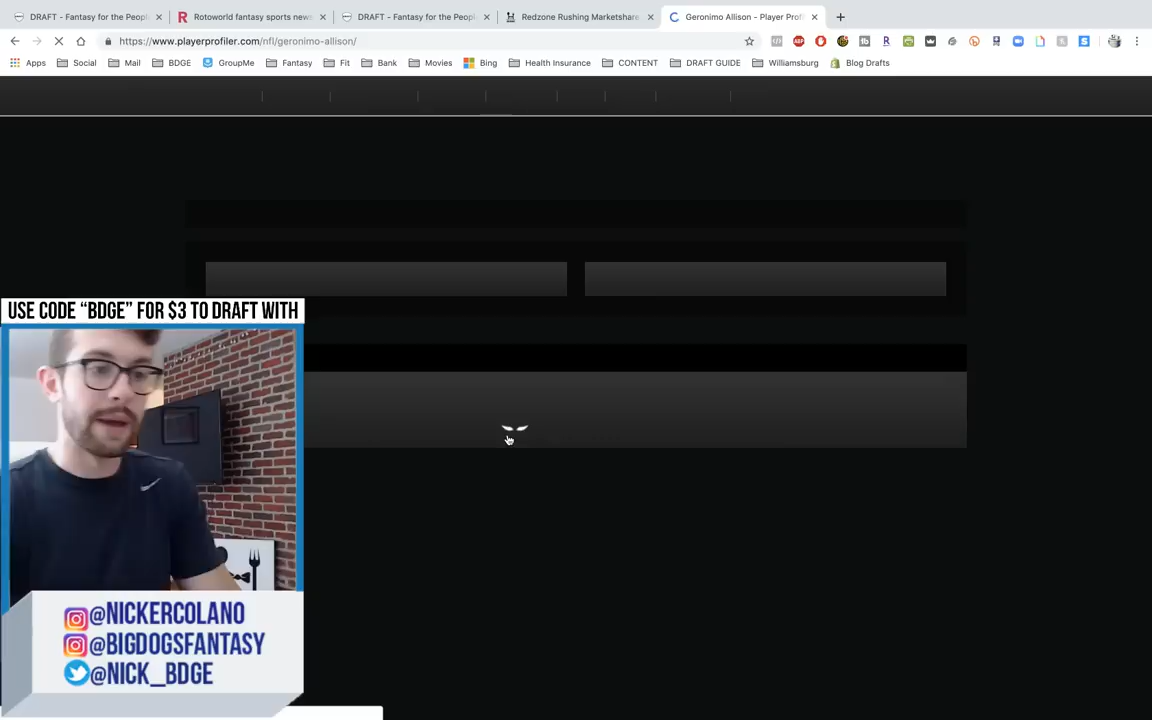 DRAFT - Fantasy for the Peopl
Rotoworld fantasy sports news
DRAFT - Fantasy for the Peopl
Redzone Rushing Marketshare
Geronimo Allison - Player Profi
https://www.playerprofiler.com/nfl/geronimo-allison/
Apps Social Mail BDGE GroupMe Fantasy Fit Bank Movies Bing Health Insurance CONTENT DRAFT GUIDE Williamsburg Blog Drafts
USE CODE “BDGE” FOR $3 TO DRAFT WITH
@NICKERCOLANO
@BIGDOGSFANTASY
@NICK_BDGE